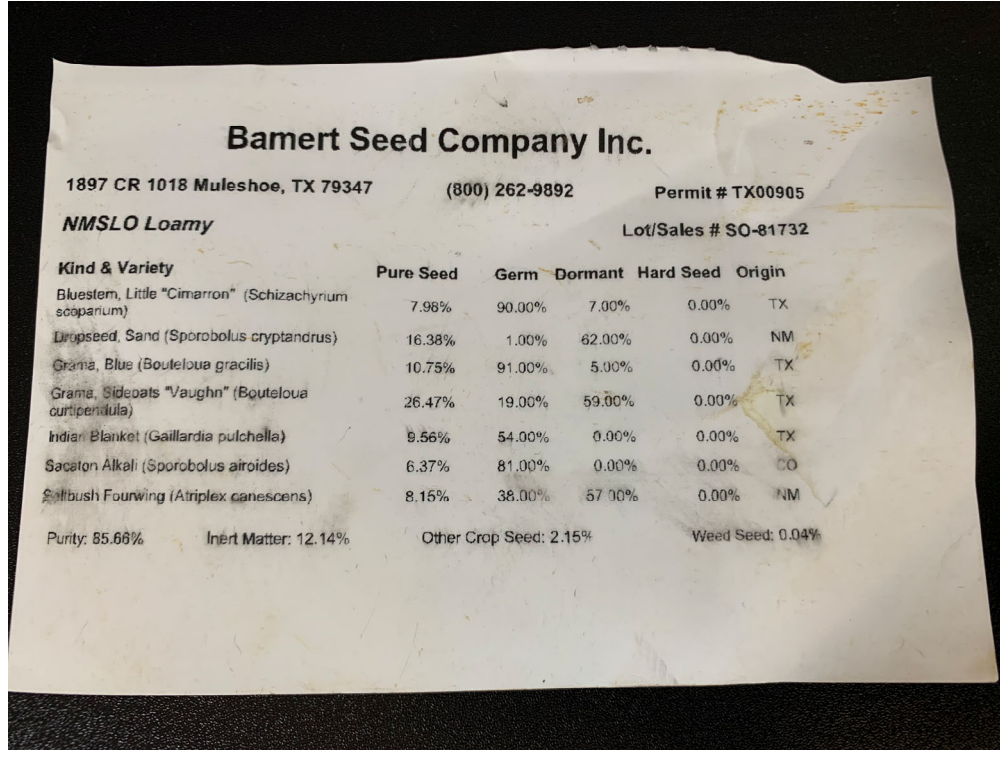 Bamert Seed Company Inc.
1897 CR 1018 Muleshoe, TX 79347 (800) 262-9892 Permit # TX00905
NMSLO Loamy Lot/Sales # SO-81732
Kind & Variety Pure Seed Germ Dormant Hard Seed Origin
Bluestem, Little "Cimarron" (Schizachyrium
scoparium) 7.98% 90.00% 7.00% 0.00% TX
Dropseed, Sand (Sporobolus cryptandrus) 16.38% 1.00% 62.00% 0.00% NM
Grama, Blue (Bouteloua gracilis) 10.75% 91.00% 5.00% 0.00% TX
Grama, Sideoats "Vaughn" (Bouteloua
curtipendula) 26.47% 19.00% 59.00% 0.00% TX
Indian Blanket (Gaillardia pulchella) 9.56% 54.00% 0.00% 0.00% TX
Sacaton Alkali (Sporobolus airoides) 6.37% 81.00% 0.00% 0.00% CO
Saltbush Fourwing (Atriplex canescens) 8.15% 38.00% 57.00% 0.00% NM
Purity: 85.66% Inert Matter: 12.14% Other Crop Seed: 2.15% Weed Seed: 0.04%